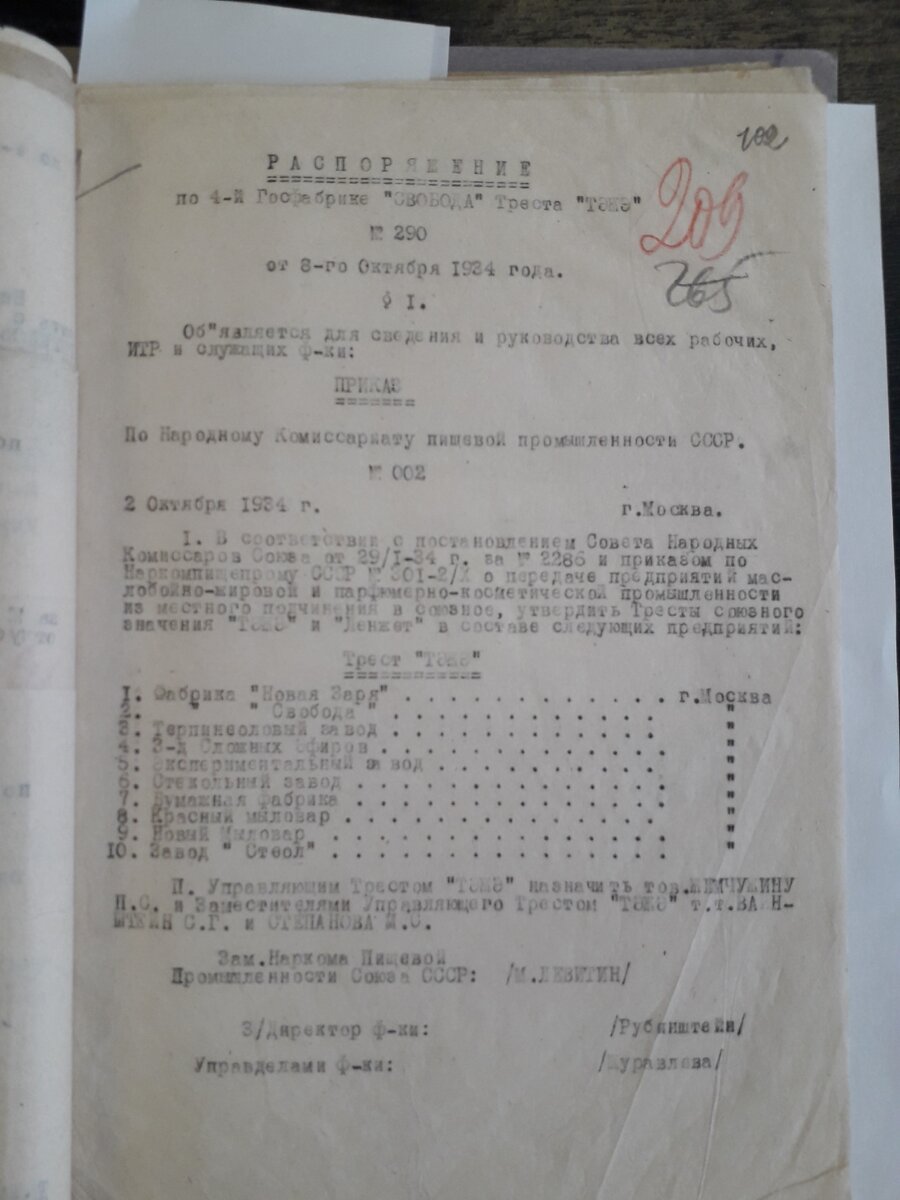 102
РАСПОРЯЖЕНИЕ
по 4-й Госфабрике "СВОБОДА" Треста "ТЭЖЭ"
209
№ 290
265
от 8-го Октября 1934 года.
§ I.
Об"является для сведения и руководства всех рабочих,
ИТР и служащих ф-ки:
ПРИКАЗ
По Народному Комиссариату пищевой промышленности СССР.
№ 002
2 Октября 1934 г. г.Москва.
I. В соответствии с постановлением Совета Народных
Комиссаров Союза от 29/I-34 г. за № 2286 и приказом по
Наркомпищепрому СССР № 301-2/X о передаче предприятий мас-
лобойно-жировой и парфюмерно-косметической промышленности
из местного подчинения в союзное, утвердить Тресты союзного
значения "ТЭЖЭ" и "Ленжет" в составе следующих предприятий:
Трест "ТЭЖЭ"
1. Фабрика "Новая Заря" . . . . . . . . . . . . . г.Москва
2. " " Свобода " . . . . . . . . . . . . . "
3. Терпинеоловый завод . . . . . . . . . . . . . "
4. З-д Сложных Эфиров . . . . . . . . . . . . . "
5. Экспериментальный завод . . . . . . . . . . . "
6. Стекольный завод . . . . . . . . . . . . . . "
7. Бумажная фабрика . . . . . . . . . . . . . . "
8. Красный мыловар . . . . . . . . . . . . . . "
9. Новый Мыловар . . . . . . . . . . . . . . . "
10. Завод " Стеол" . . . . . . . . . . . . . . . "
П. Управляющим Трестом "ТЭЖЭ" назначить тов.ЖЕМЧУЖИНУ
П.С. и Заместителями Управляющего Трестом "ТЭЖЭ" т.т.ВАЙН-
ШТЕЙН С.Г. и СТЕПАНОВА М.С.
Зам.Наркома Пищевой
Промышленности Союза СССР: /М.ЛЕВИТИН/
З/Директор ф-ки: /Рубинштейн/
Управделами ф-ки: /Журавлева/